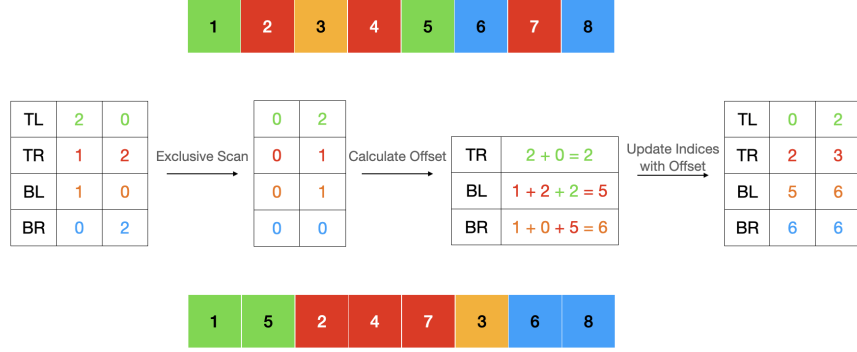 1 2 3 4 5 6 7 8
TL 2 0
TR 1 2
BL 1 0
BR 0 2
Exclusive Scan
0 2
0 1
0 1
0 0
Calculate Offset
TR 2 + 0 = 2
BL 1 + 2 + 2 = 5
BR 1 + 0 + 5 = 6
Update Indices
with Offset
TL 0 2
TR 2 3
BL 5 6
BR 6 6
1 5 2 4 7 3 6 8